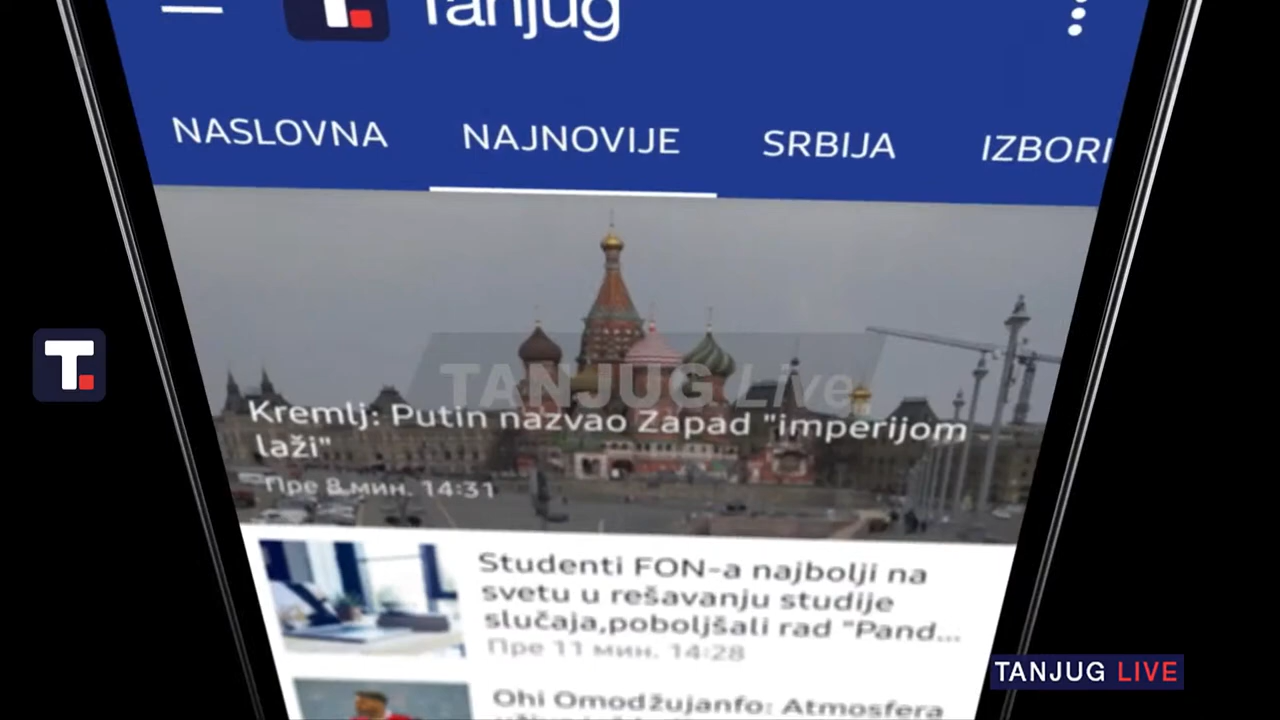 T.
Tanjug
NASLOVNA NAJNOVIJE SRBIJA IZBORI
TANJUG Live
Kremlj: Putin nazvao Zapad "imperijom
laži"
Пре 8 мин. 14:31
T.
Studenti FON-a najbolji na
svetu u rešavanju studije
slučaja,poboljšali rad "Pand...
Пре 11 мин. 14:28
TANJUG LIVE
Ohi Omodžujanfo: Atmosfera